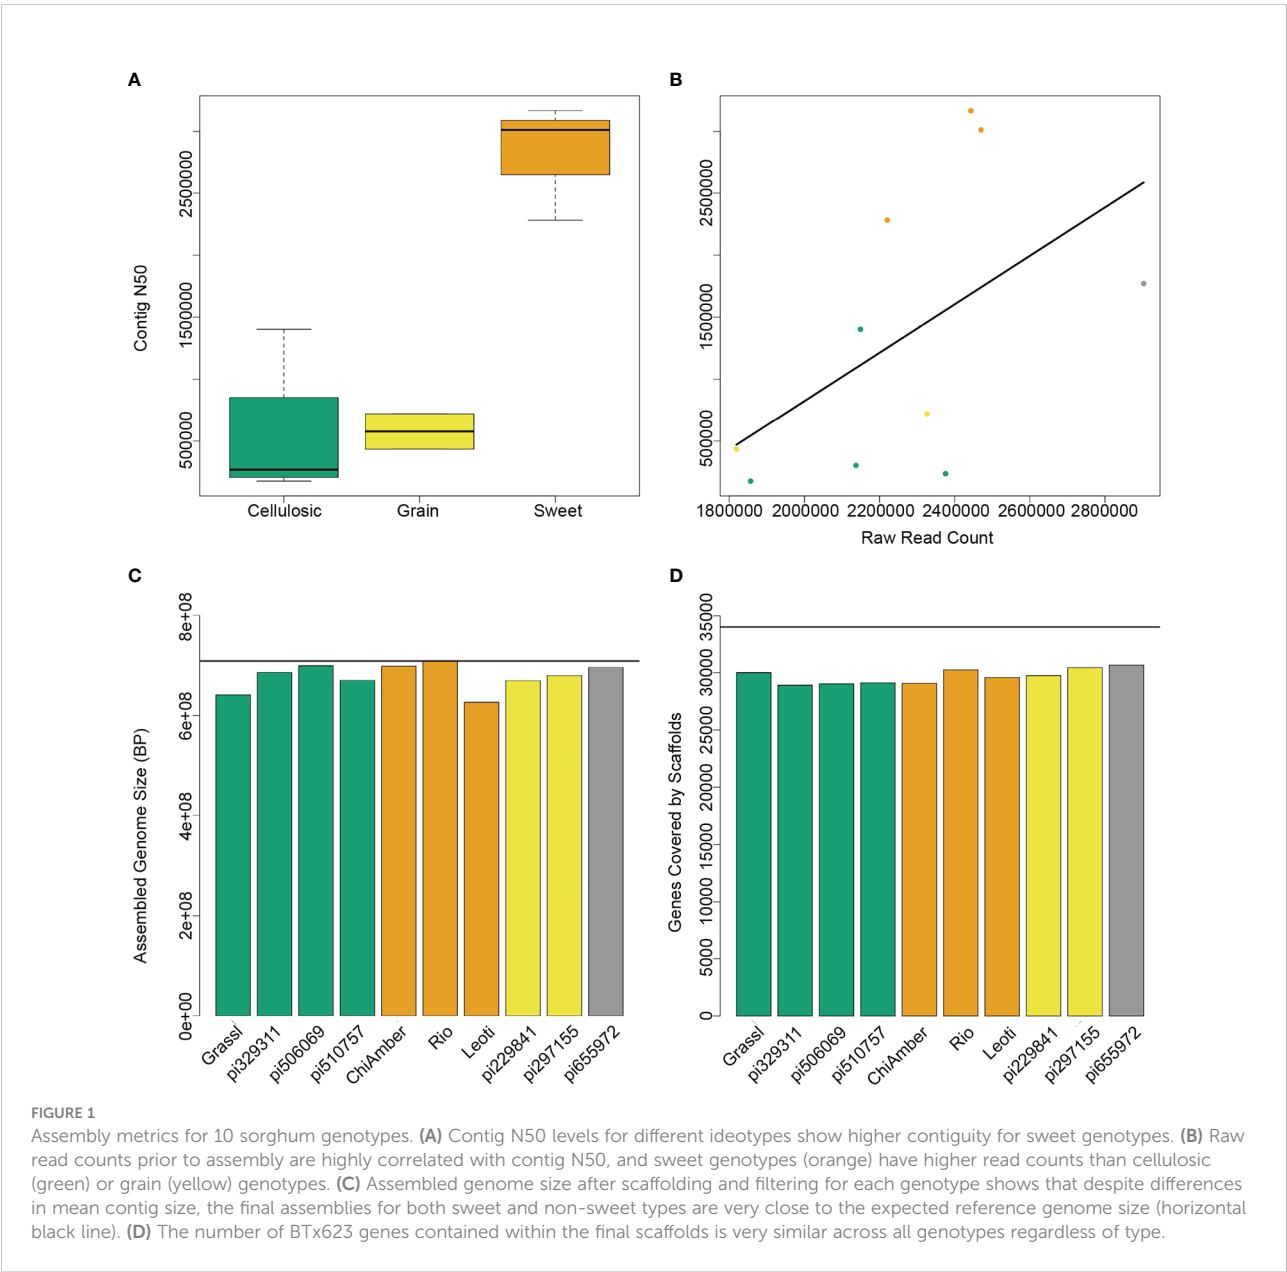 A
B
Contig N50
500000
1500000
2500000
Cellulosic
Grain
Sweet
500000
1500000
2500000
1800000
2000000
2200000
2400000
2600000
2800000
Raw Read Count
C
D
Assembled Genome Size (BP)
0e+00
2e+08
4e+08
6e+08
8e+08
Grassl
pi329311
pi506069
pi510757
ChiAmber
Rio
Leoti
pi229841
pi297155
pi655972
Genes Covered by Scaffolds
0
5000
10000
15000
20000
25000
30000
35000
Grassl
pi329311
pi506069
pi510757
ChiAmber
Rio
Leoti
pi229841
pi297155
pi655972
FIGURE 1
Assembly metrics for 10 sorghum genotypes. (A) Contig N50 levels for different ideotypes show higher contiguity for sweet genotypes. (B) Raw
read counts prior to assembly are highly correlated with contig N50, and sweet genotypes (orange) have higher read counts than cellulosic
(green) or grain (yellow) genotypes. (C) Assembled genome size after scaffolding and filtering for each genotype shows that despite differences
in mean contig size, the final assemblies for both sweet and non-sweet types are very close to the expected reference genome size (horizontal
black line). (D) The number of BTx623 genes contained within the final scaffolds is very similar across all genotypes regardless of type.